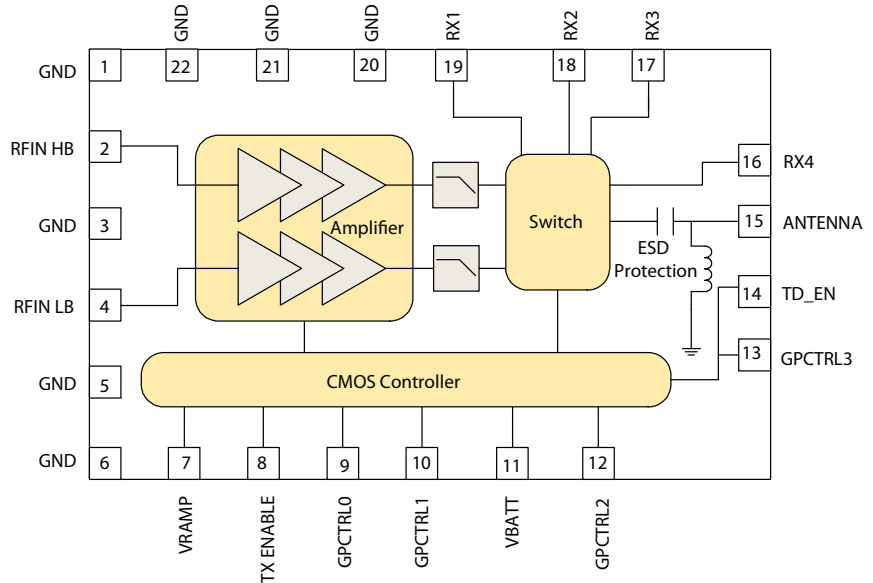 GND
GND
GND
RX1
RX2
RX3
GND
1
22
21
20
19
18
17
RFIN HB
2
16
RX4
GND
3
Amplifier
Switch
15
ANTENNA
ESD
Protection
RFIN LB
4
14
TD_EN
13
GPCTRL3
GND
5
CMOS Controller
GND
6
7
8
9
10
11
12
VRAMP
TX ENABLE
GPCTRL0
GPCTRL1
VBATT
GPCTRL2